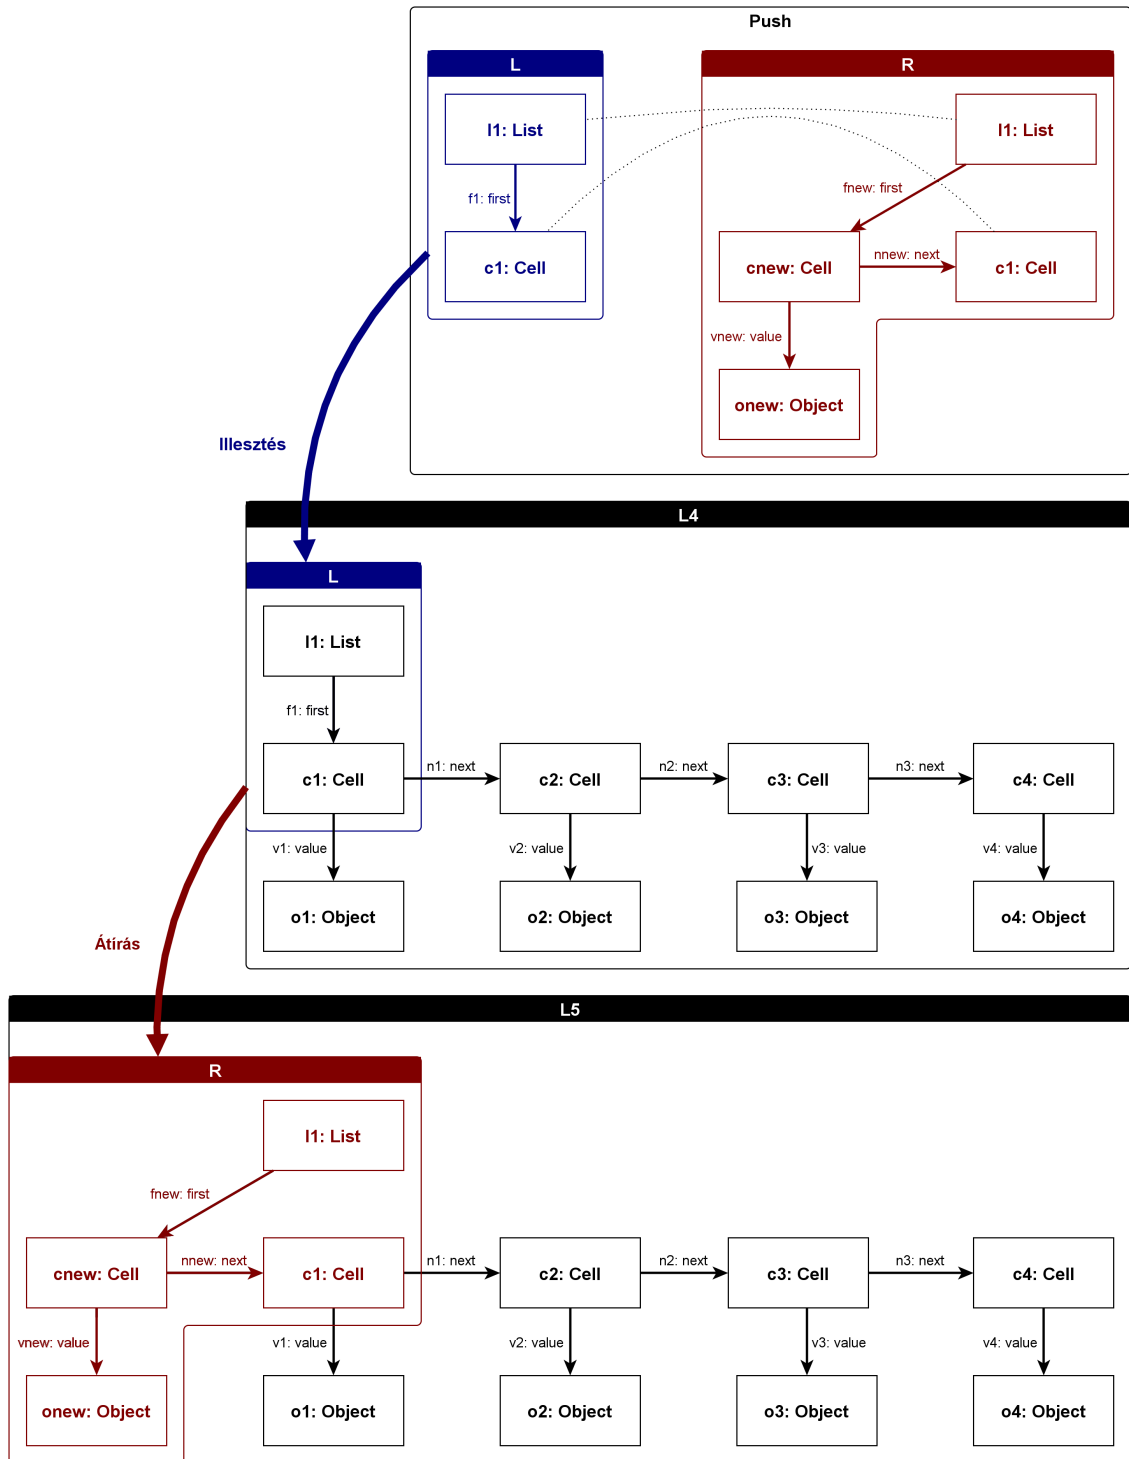 Push
L
R
l1: List
l1: List
fnew: first
f1: first
c1: Cell
cnew: Cell
nnew: next
c1: Cell
vnew: value
onew: Object
Illesztés
L4
L
l1: List
f1: first
c1: Cell
n1: next
c2: Cell
n2: next
c3: Cell
n3: next
c4: Cell
v1: value
v2: value
v3: value
v4: value
o1: Object
o2: Object
o3: Object
o4: Object
Átírás
L5
R
l1: List
fnew: first
cnew: Cell
nnew: next
c1: Cell
n1: next
c2: Cell
n2: next
c3: Cell
n3: next
c4: Cell
vnew: value
v1: value
v2: value
v3: value
v4: value
onew: Object
o1: Object
o2: Object
o3: Object
o4: Object